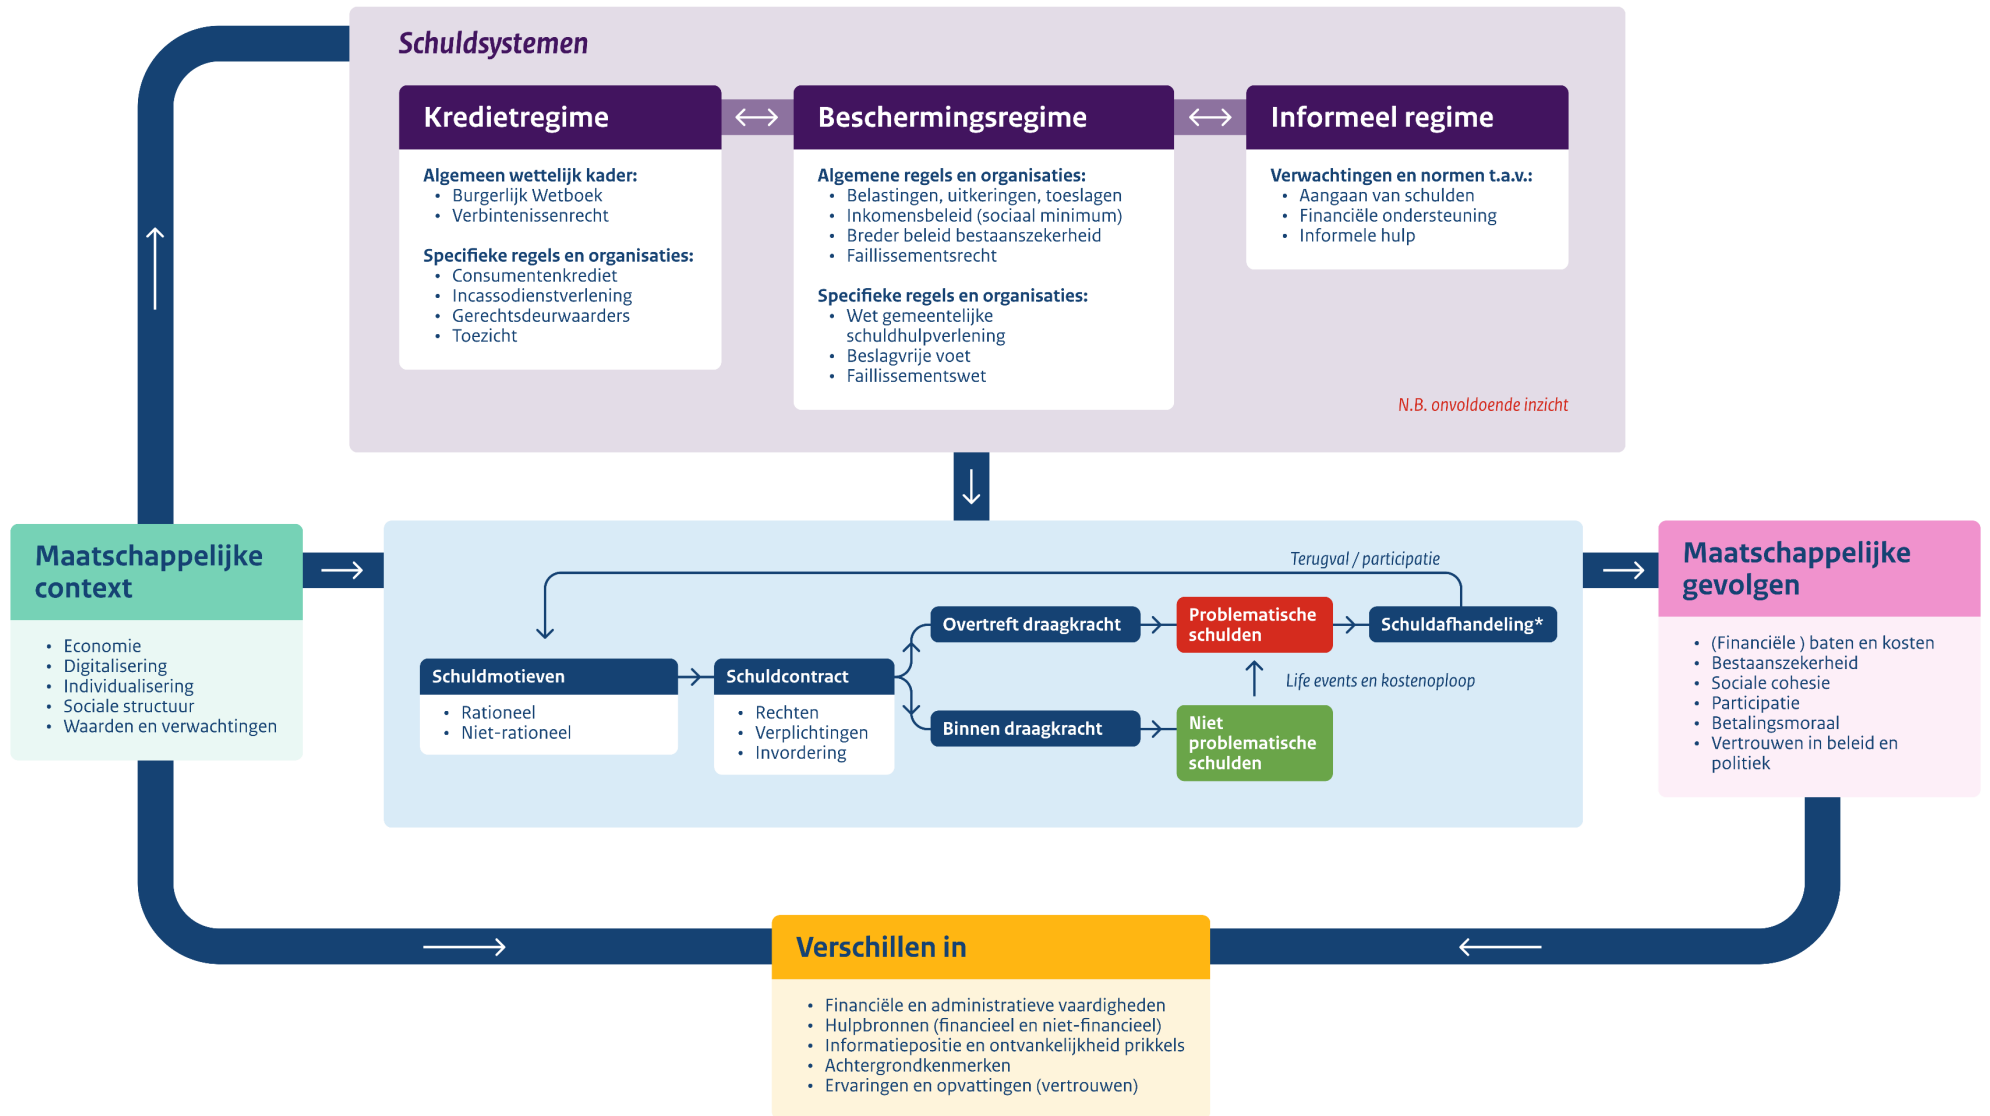 Schuldsystemen
Kredietregime
Algemeen wettelijk kader:
• Burgerlijk Wetboek
• Verbintenissenrecht
Specifieke regels en organisaties:
• Consumentenkrediet
• Incassodienstverlening
• Gerechtsdeurwaarders
• Toezicht
Beschermingsregime
Algemene regels en organisaties:
• Belastingen, uitkeringen, toeslagen
• Inkomensbeleid (sociaal minimum)
• Breder beleid bestaanszekerheid
• Faillissementsrecht
Specifieke regels en organisaties:
• Wet gemeentelijke
schuldhulpverlening
• Beslagvrije voet
• Faillissementswet
Informeel regime
Verwachtingen en normen t.a.v.:
• Aangaan van schulden
• Financiële ondersteuning
• Informele hulp
N.B. onvoldoende inzicht
Maatschappelijke
context
• Economie
• Digitalisering
• Individualisering
• Sociale structuur
• Waarden en verwachtingen
Terugval / participatie
Schuldmotieven
• Rationeel
• Niet-rationeel
Schuldcontract
• Rechten
• Verplichtingen
• Invordering
Overtreft draagkracht
Problematische
schulden
Schuldafhandeling*
Life events en kostenoploop
Binnen draagkracht
Niet
problematische
schulden
Maatschappelijke
gevolgen
• (Financiële ) baten en kosten
• Bestaanszekerheid
• Sociale cohesie
• Participatie
• Betalingsmoraal
• Vertrouwen in beleid en
politiek
Verschillen in
• Financiële en administratieve vaardigheden
• Hulpbronnen (financieel en niet-financieel)
• Informatiepositie en ontvankelijkheid prikkels
• Achtergrondkenmerken
• Ervaringen en opvattingen (vertrouwen)